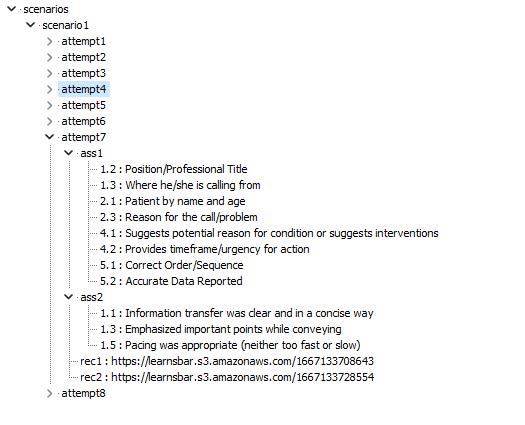 scenarios
scenario1
attempt1
attempt2
attempt3
attempt4
attempt5
attempt6
attempt7
ass1
1.2 : Position/Professional Title
1.3 : Where he/she is calling from
2.1 : Patient by name and age
2.3 : Reason for the call/problem
4.1 : Suggests potential reason for condition or suggests interventions
4.2 : Provides timeframe/urgency for action
5.1 : Correct Order/Sequence
5.2 : Accurate Data Reported
ass2
1.1 : Information transfer was clear and in a concise way
1.3 : Emphasized important points while conveying
1.5 : Pacing was appropriate (neither too fast or slow)
rec1 : https://learnsbar.s3.amazonaws.com/1667133708643
rec2 : https://learnsbar.s3.amazonaws.com/1667133728554
attempt8